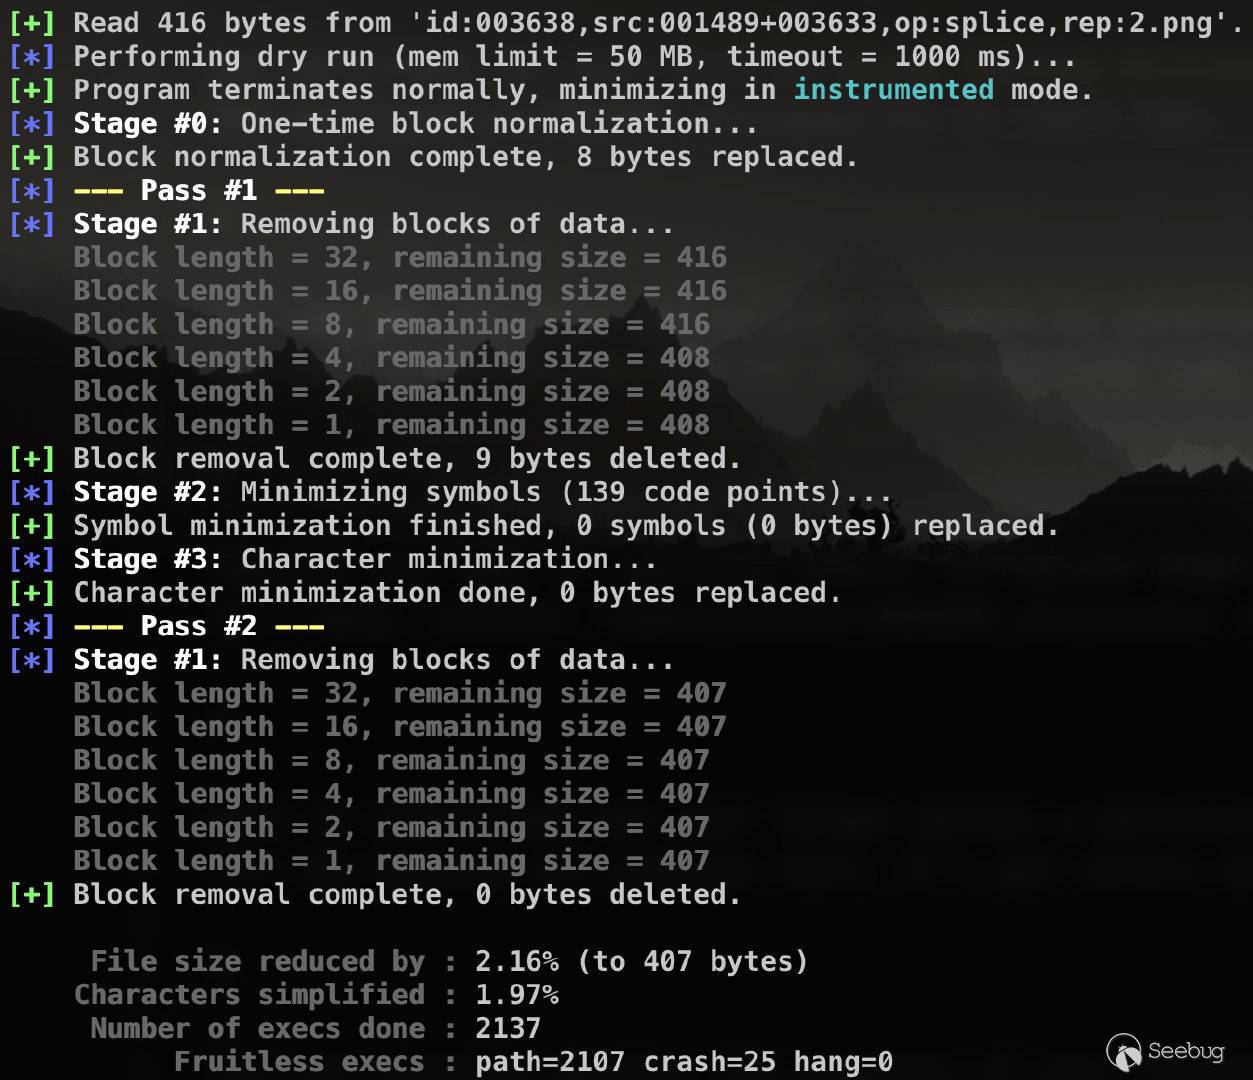 [+] Read 416 bytes from 'id:003638,src:001489+003633,op:splice,rep:2.png'.
[*] Performing dry run (mem limit = 50 MB, timeout = 1000 ms)...
[+] Program terminates normally, minimizing in instrumented mode.
[*] Stage #0: One-time block normalization...
[+] Block normalization complete, 8 bytes replaced.
[*] --- Pass #1 ---
[*] Stage #1: Removing blocks of data...
Block length = 32, remaining size = 416
Block length = 16, remaining size = 416
Block length = 8, remaining size = 416
Block length = 4, remaining size = 408
Block length = 2, remaining size = 408
Block length = 1, remaining size = 408
[+] Block removal complete, 9 bytes deleted.
[*] Stage #2: Minimizing symbols (139 code points)...
[+] Symbol minimization finished, 0 symbols (0 bytes) replaced.
[*] Stage #3: Character minimization...
[+] Character minimization done, 0 bytes replaced.
[*] --- Pass #2 ---
[*] Stage #1: Removing blocks of data...
Block length = 32, remaining size = 407
Block length = 16, remaining size = 407
Block length = 8, remaining size = 407
Block length = 4, remaining size = 407
Block length = 2, remaining size = 407
Block length = 1, remaining size = 407
[+] Block removal complete, 0 bytes deleted.
File size reduced by : 2.16% (to 407 bytes)
Characters simplified : 1.97%
Number of execs done : 2137
Fruitless execs : path=2107 crash=25 hang=0
Seebug